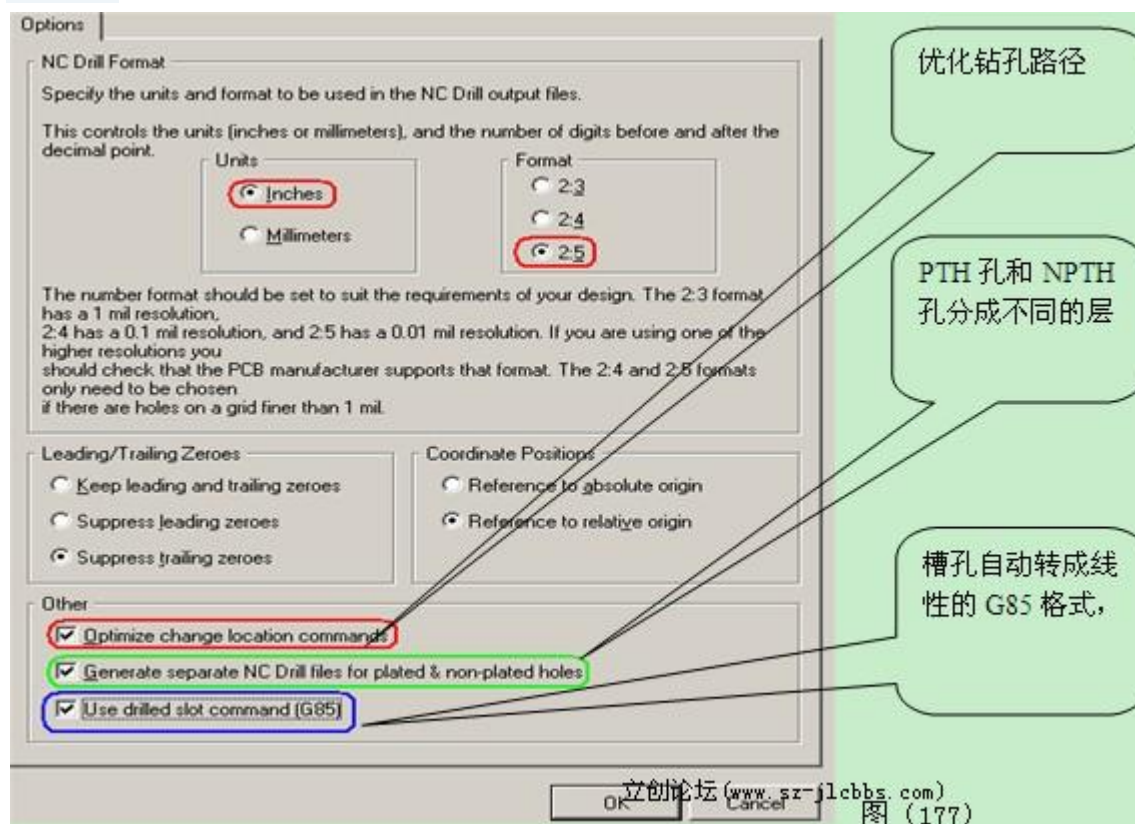 Options
NC Drill Format
Specify the units and format to be used in the NC Drill output files.
This controls the units (inches or millimeters), and the number of digits before and after the
decimal point.
Units
Inches
Millimeters
Format
2:3
2:4
2:5
The number format should be set to suit the requirements of your design. The 2:3 format
has a 1 mil resolution,
2:4 has a 0.1 mil resolution, and 2:5 has a 0.01 mil resolution. If you are using one of the
higher resolutions you
should check that the PCB manufacturer supports that format. The 2:4 and 2:5 formats
only need to be chosen
if there are holes on a grid finer than 1 mil.
Leading/Trailing Zeroes
Keep leading and trailing zeroes
Suppress leading zeroes
Suppress trailing zeroes
Coordinate Positions
Reference to absolute origin
Reference to relative origin
Other
Optimize change location commands
Generate separate NC Drill files for plated & non-plated holes
Use drilled slot command (G85)
OK
Cancel
优化钻孔路径
PTH 孔和 NPTH
孔分成不同的层
槽孔自动转成线
性的 G85 格式，
立创论坛(www.sz-jlcbbs.com)
图 (177)